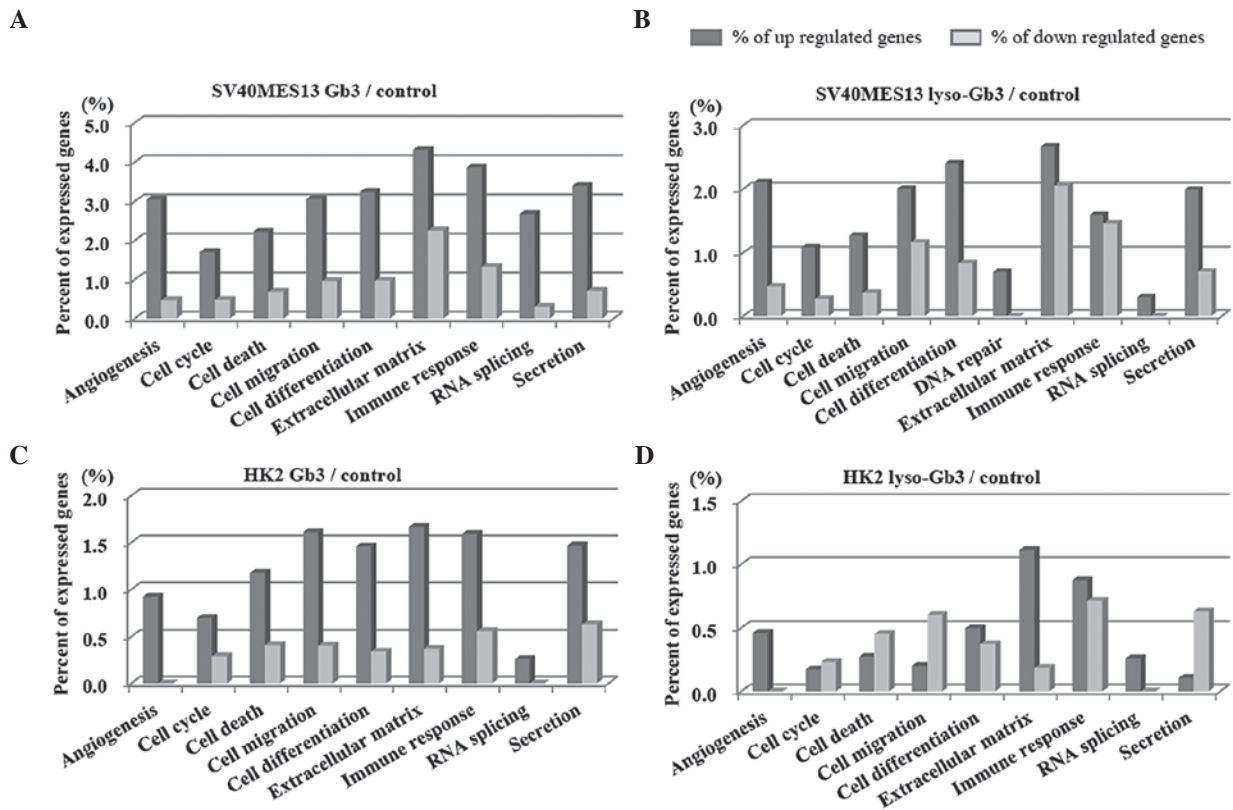 A
SV40MES13 Gb3 / control
(%)
Percent of expressed genes
5.0
4.0
3.0
2.0
1.0
0.0
Angiogenesis
Cell cycle
Cell death
Cell migration
Cell differentiation
Extracellular matrix
Immune response
RNA splicing
Secretion
B
% of up regulated genes
% of down regulated genes
SV40MES13 lyso-Gb3 / control
(%)
Percent of expressed genes
3.0
2.0
1.0
0.0
Angiogenesis
Cell cycle
Cell death
Cell migration
Cell differentiation
DNA repair
Extracellular matrix
Immune response
RNA splicing
Secretion
C
HK2 Gb3 / control
(%)
Percent of expressed genes
2.0
1.5
1.0
0.5
0.0
Angiogenesis
Cell cycle
Cell death
Cell migration
Cell differentiation
Extracellular matrix
Immune response
RNA splicing
Secretion
D
HK2 lyso-Gb3 / control
(%)
Percent of expressed genes
1.5
1.0
0.5
0.0
Angiogenesis
Cell cycle
Cell death
Cell migration
Cell differentiation
Extracellular matrix
Immune response
RNA splicing
Secretion